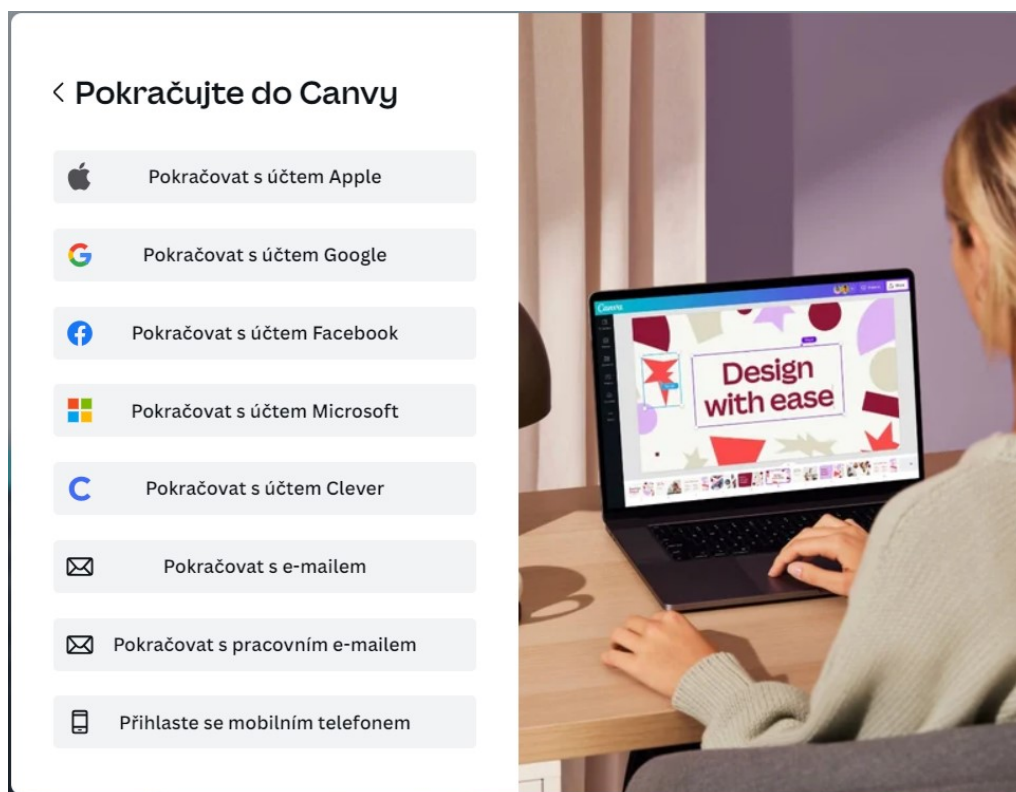 Pokračujte do Canvy
Pokračovat s účtem Apple
Pokračovat s účtem Google
Pokračovat s účtem Facebook
Pokračovat s účtem Microsoft
Pokračovat s účtem Clever
Pokračovat s e-mailem
Pokračovat s pracovním e-mailem
Přihlaste se mobilním telefonem
Canva
Design
with ease